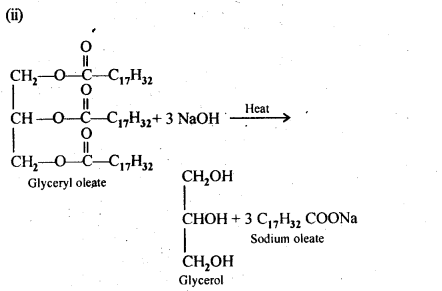 (ii)
O
||
CH₂—O—C—C₁₇H₃₂
O
||
CH—O—C—C₁₇H₃₂ + 3 NaOH Heat
O
||
CH₂—O—C—C₁₇H₃₂
Glyceryl oleate
CH₂OH
CHOH + 3 C₁₇H₃₂ COONa
Sodium oleate
CH₂OH
Glycerol